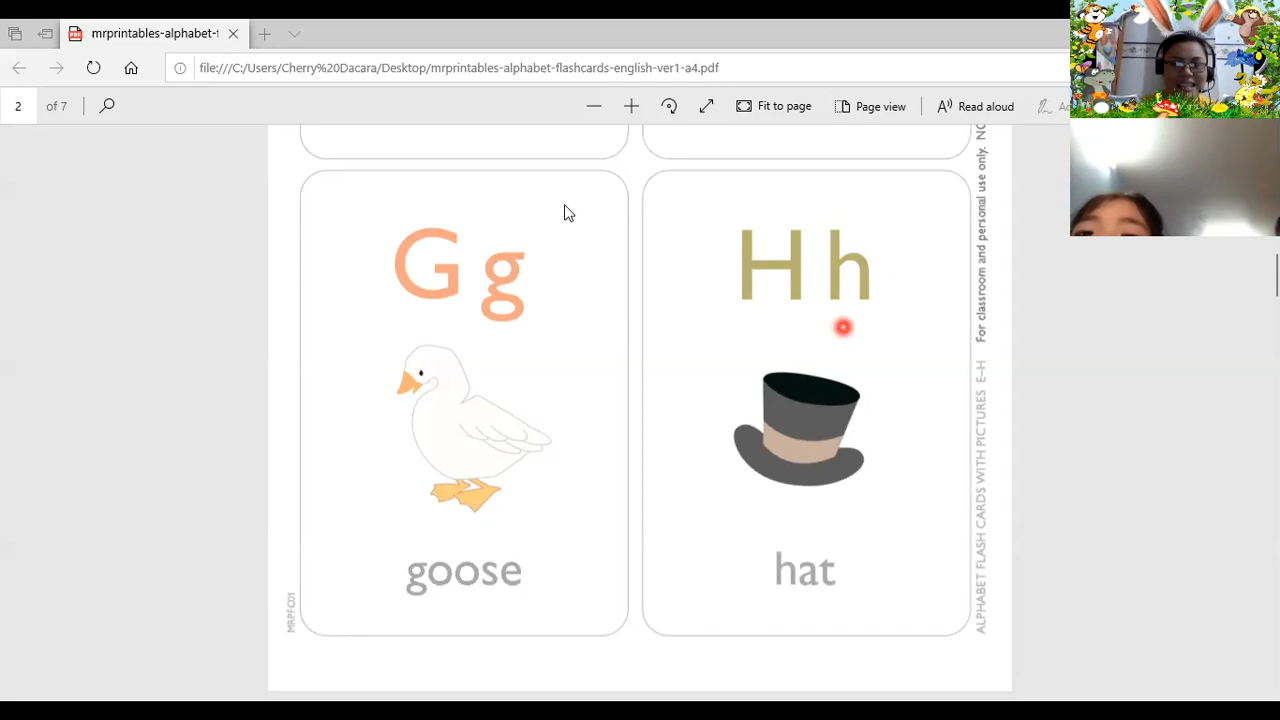 mrprintables-alphabet-f
file:///C:/Users/Cherry%20Dacara/Desktop/mrprintables-alphabet-flashcards-english-ver1-a4.pdf
2 of 7
Fit to page
Page view
Read aloud
Gg
Hh
goose
hat
MRPFC01
ALPHABET FLASH CARDS WITH PICTURES E–H For classroom and personal use only.